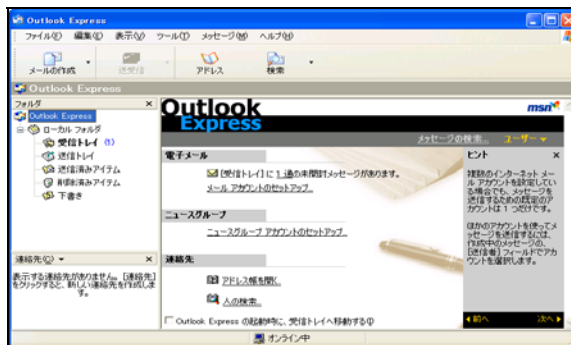 Outlook Express
ファイル(F) 編集(E) 表示(V) ツール(T) メッセージ(M) ヘルプ(H)
メールの作成 送受信 アドレス 検索
Outlook Express
フォルダ ×
Outlook Express
ローカル フォルダ
受信トレイ (1)
送信トレイ
送信済みアイテム
削除済みアイテム
下書き
連絡先(C) ×
表示する連絡先がありません。[連絡先]
をクリックすると、新しい連絡先を作成しま
す。
Outlook
Express
msn
メッセージの検索... ユーザー
電子メール
[受信トレイ] に 1 通の未開封メッセージがあります。
メール アカウントのセットアップ...
ニュースグループ
ニュースグループ アカウントのセットアップ...
連絡先
アドレス帳を開く...
人の検索...
Outlook Express の起動時に、受信トレイへ移動する(I)
ヒント ×
複数のインターネット メー
ル アカウントを設定してい
る場合でも、メッセージを
送信するための既定のア
カウントは 1 つだけです。
ほかのアカウントを使ってメ
ッセージを送信するには、
作成中のメッセージの、
[送信者] フィールドでアカ
ウントを選択します。
前へ 次へ
オンライン中